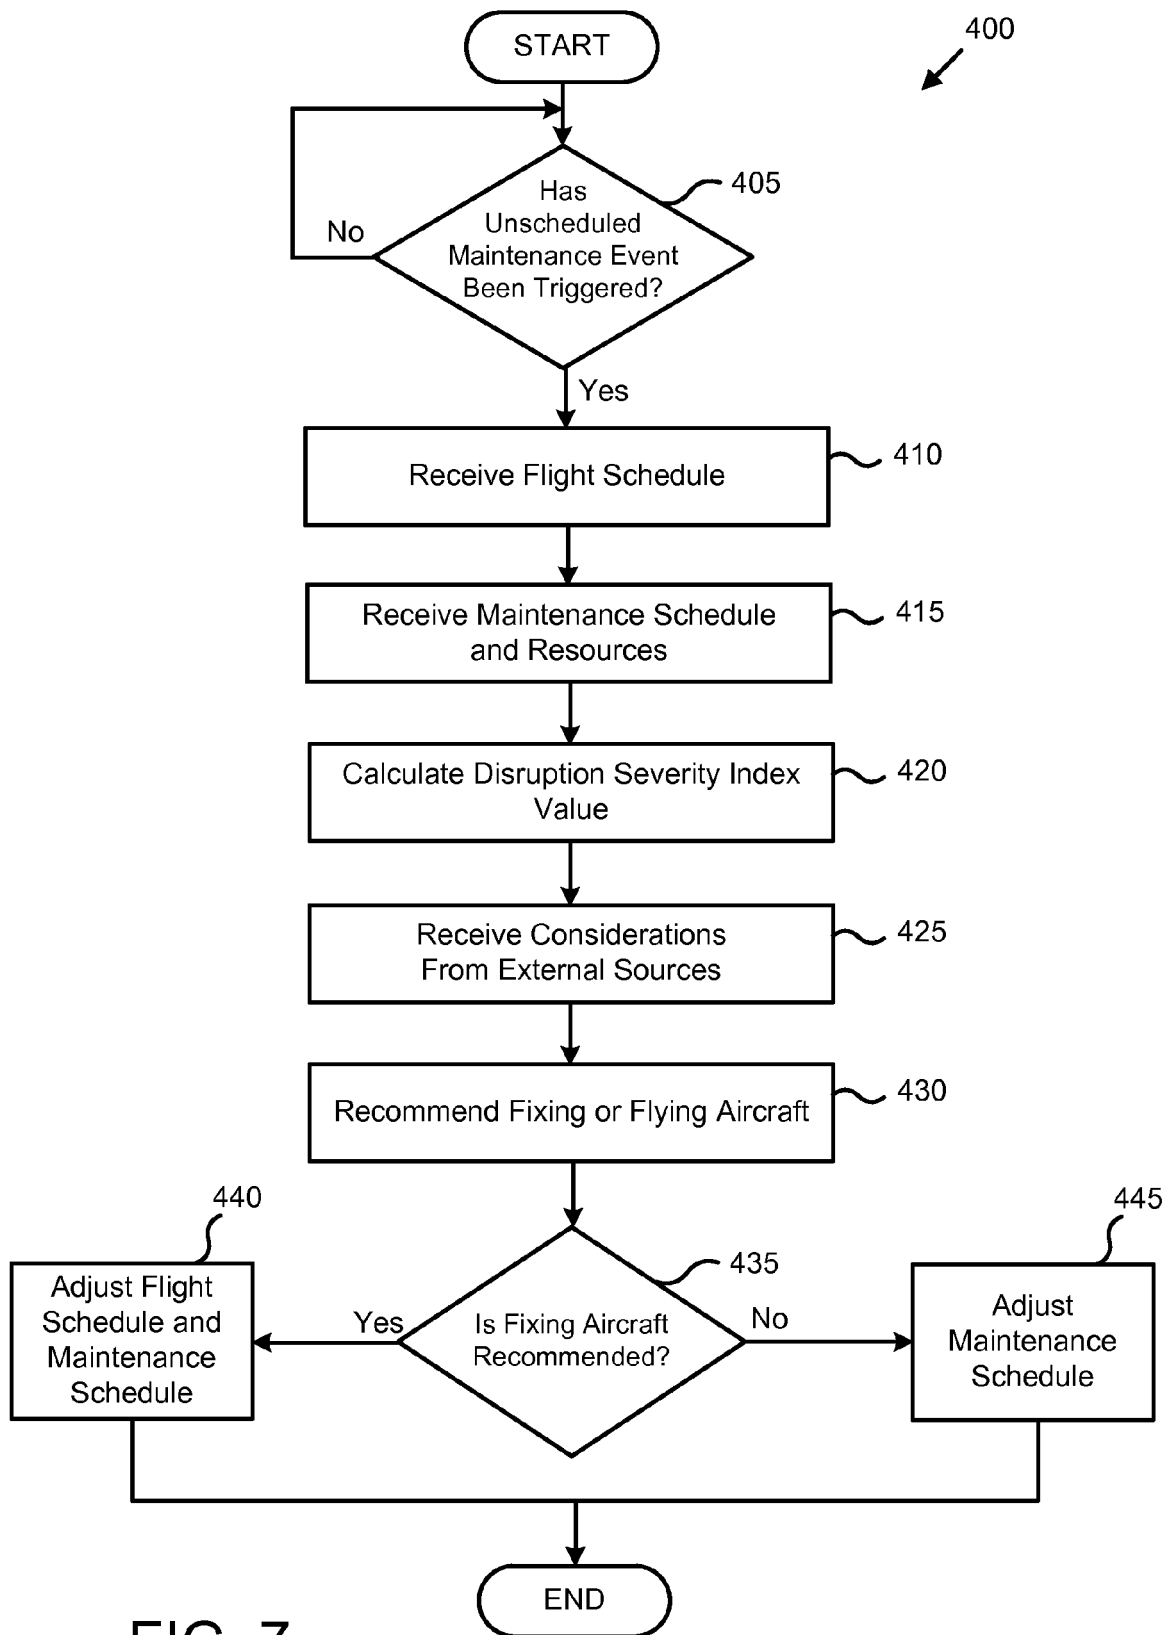 START
400
Has
Unscheduled
Maintenance Event
Been Triggered?
405
No
Yes
Receive Flight Schedule
410
Receive Maintenance Schedule
and Resources
415
Calculate Disruption Severity Index
Value
420
Receive Considerations
From External Sources
425
Recommend Fixing or Flying Aircraft
430
440
Adjust Flight
Schedule and
Maintenance
Schedule
Yes
Is Fixing Aircraft
Recommended?
435
No
445
Adjust
Maintenance
Schedule
END
FIG. 7